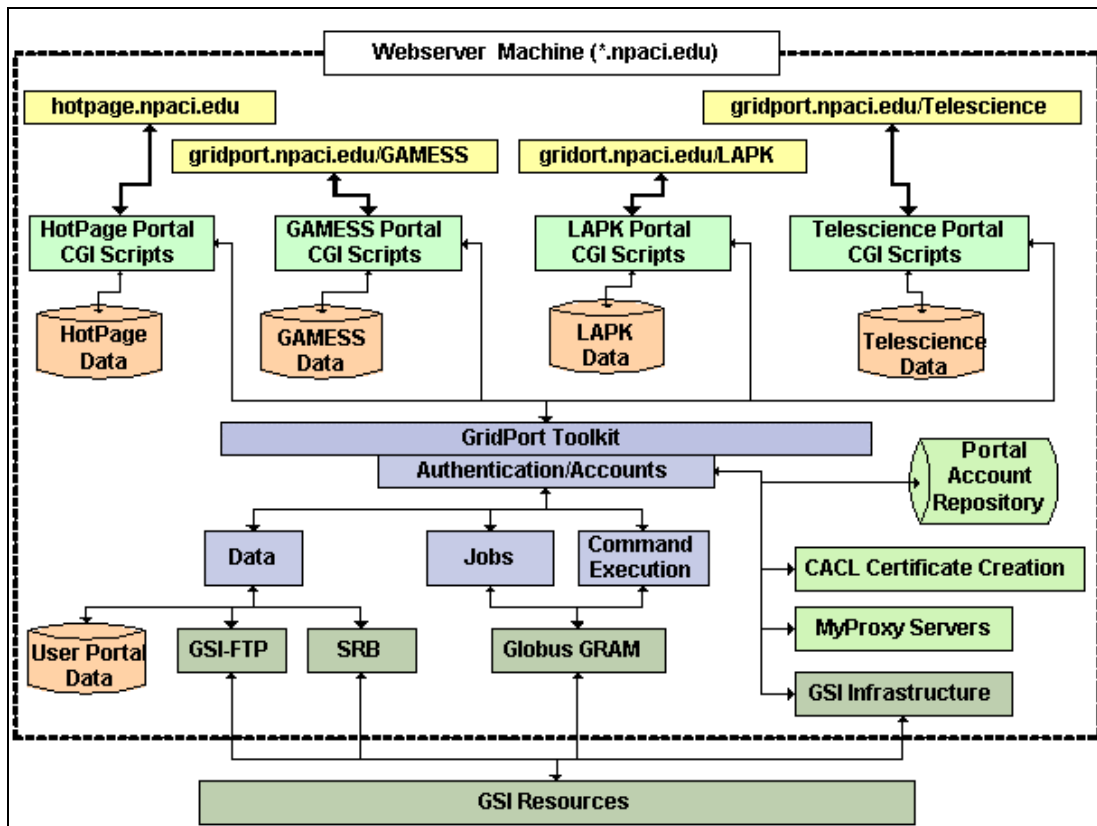 Webserver Machine (*.npaci.edu)
hotpage.npaci.edu
gridport.npaci.edu/Telescience
gridport.npaci.edu/GAMESS
gridort.npaci.edu/LAPK
HotPage Portal
CGI Scripts
GAMESS Portal
CGI Scripts
LAPK Portal
CGI Scripts
Telescience Portal
CGI Scripts
HotPage
Data
GAMESS
Data
LAPK
Data
Telescience
Data
GridPort Toolkit
Authentication/Accounts
Portal
Account
Repository
Data
Jobs
Command
Execution
CACL Certificate Creation
MyProxy Servers
GSI Infrastructure
User Portal
Data
GSI-FTP
SRB
Globus GRAM
GSI Resources